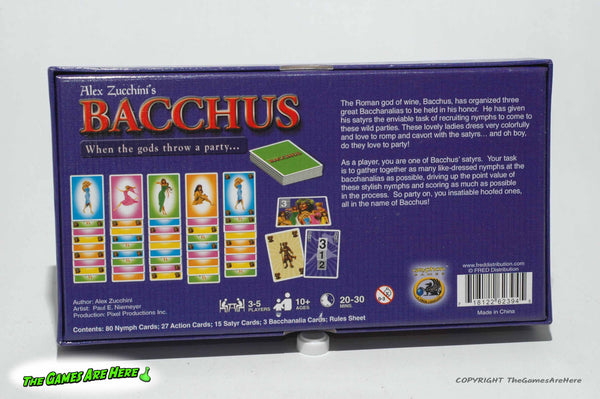 Alex Zucchini's
BACCHUS
When the gods throw a party...
The Roman god of wine, Bacchus, has organized three
great Bacchanalias to be held in his honor. He has given
his satyrs the enviable task of recruiting nymphs to come to
these wild parties. These lovely ladies dress very colorfully
and love to romp and cavort with the satyrs... and oh boy,
do they love to party!
As a player, you are one of Bacchus' satyrs. Your task
is to gather together as many like-dressed nymphs at the
bacchanalias as possible, driving up the point value of
these stylish nymphs and scoring as much as possible
in the process. So party on, you insatiable hoofed ones,
all in the name of Bacchus!
BACCHUS
3
3
1
2
Author: Alex Zucchini
Artist: Paul E. Niemeyer
Production: Pixel Productions Inc.
3-5
PLAYERS
10+
AGES
20-30
MINS.
0-3
www.freddistribution.com
© FRED Distribution
Made in China
Contents: 80 Nymph Cards; 27 Action Cards; 15 Satyr Cards; 3 Bacchanalia Cards; Rules Sheet
THE GAMES ARE HERE
COPYRIGHT TheGamesAreHere